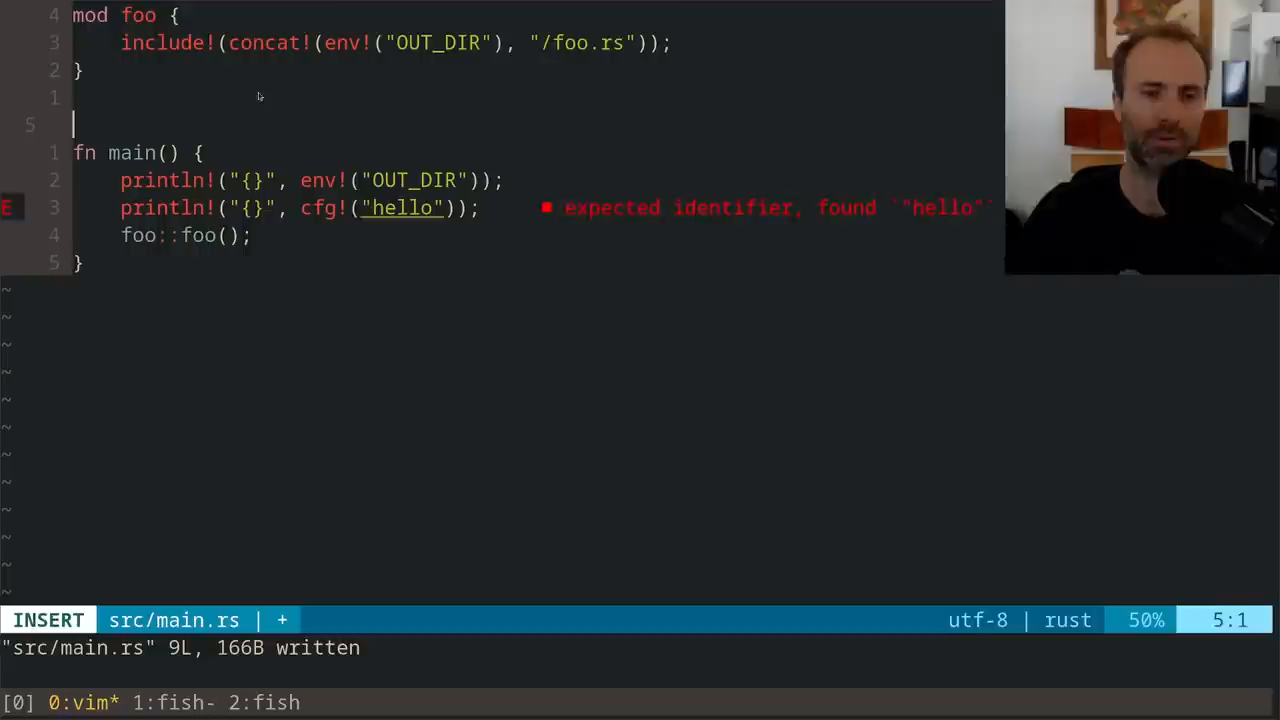 4 mod foo {
3     include!(concat!(env!("OUT_DIR"), "/foo.rs"));
2 }
1
5
1 fn main() {
2     println!("{}", env!("OUT_DIR"));
E 3     println!("{}", cfg!("hello"));     ■ expected identifier, found `"hello"`
4     foo::foo();
5 }
~
~
~
~
~
~
~
~
~
~
~
~
INSERT src/main.rs | + utf-8 | rust 50% 5:1
"src/main.rs" 9L, 166B written
[0] 0:vim* 1:fish- 2:fish